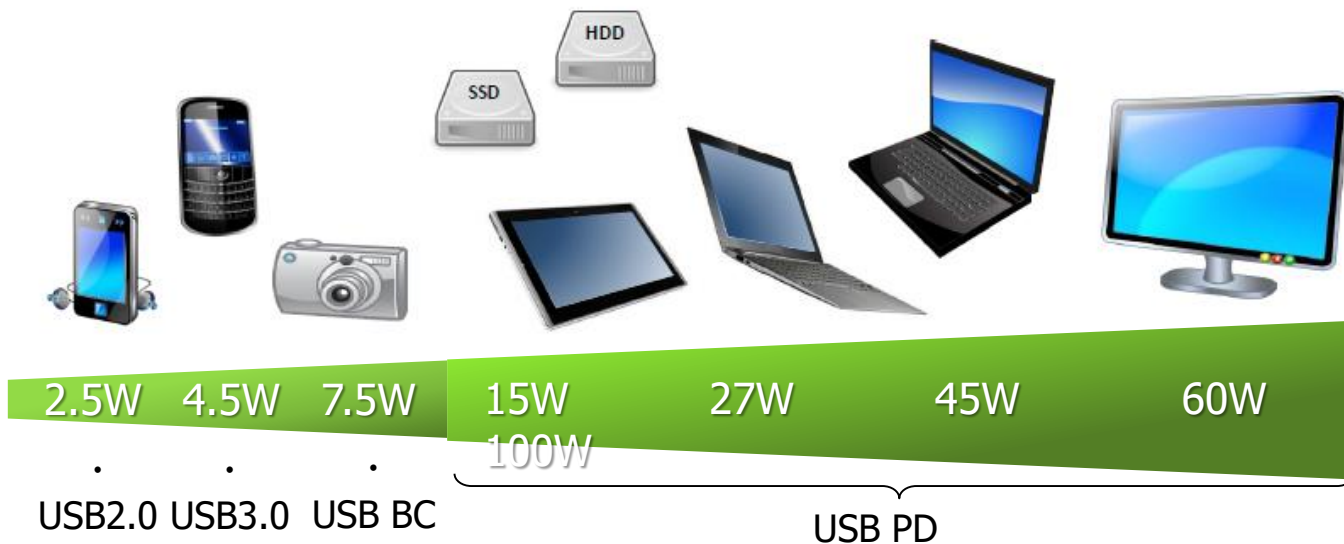 HDD
SSD
2.5W 4.5W 7.5W 15W 27W 45W 60W
100W
. . .
USB2.0 USB3.0 USB BC
USB PD